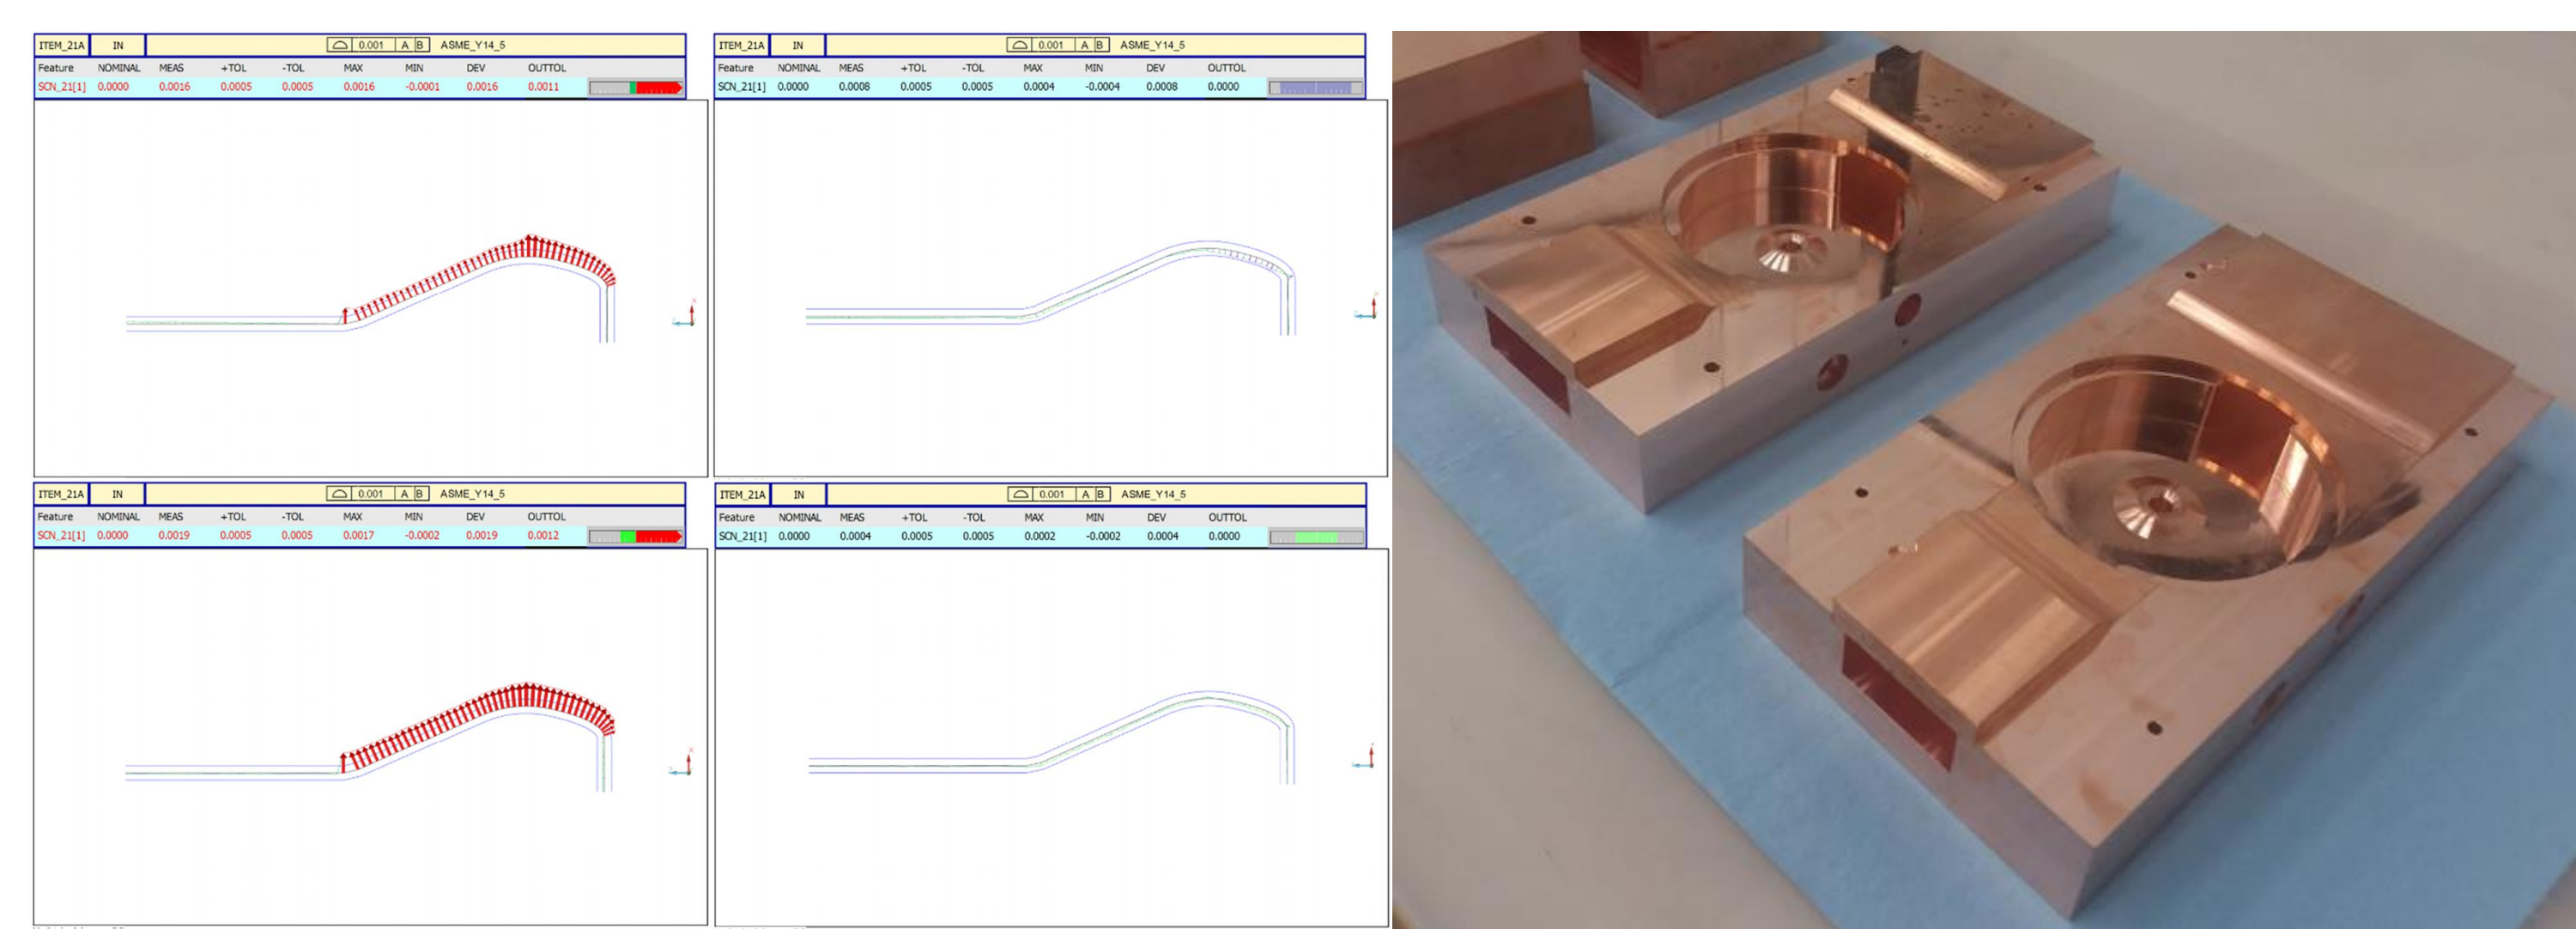 ITEM_21A IN ⌓ 0.001 A B ASME_Y14_5
Feature NOMINAL MEAS +TOL -TOL MAX MIN DEV OUTTOL
SCN_21[1] 0.0000 0.0016 0.0005 0.0005 0.0016 -0.0001 0.0016 0.0011
ITEM_21A IN ⌓ 0.001 A B ASME_Y14_5
Feature NOMINAL MEAS +TOL -TOL MAX MIN DEV OUTTOL
SCN_21[1] 0.0000 0.0008 0.0005 0.0005 0.0004 -0.0004 0.0008 0.0000
ITEM_21A IN ⌓ 0.001 A B ASME_Y14_5
Feature NOMINAL MEAS +TOL -TOL MAX MIN DEV OUTTOL
SCN_21[1] 0.0000 0.0019 0.0005 0.0005 0.0017 -0.0002 0.0019 0.0012
ITEM_21A IN ⌓ 0.001 A B ASME_Y14_5
Feature NOMINAL MEAS +TOL -TOL MAX MIN DEV OUTTOL
SCN_21[1] 0.0000 0.0004 0.0005 0.0005 0.0002 -0.0002 0.0004 0.0000